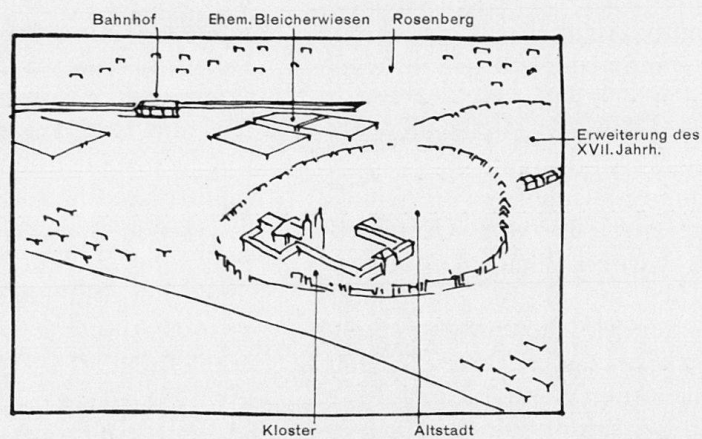 Bahnhof
Ehem. Bleicherwiesen
Rosenberg
Erweiterung des
XVII. Jahrh.
Kloster
Altstadt